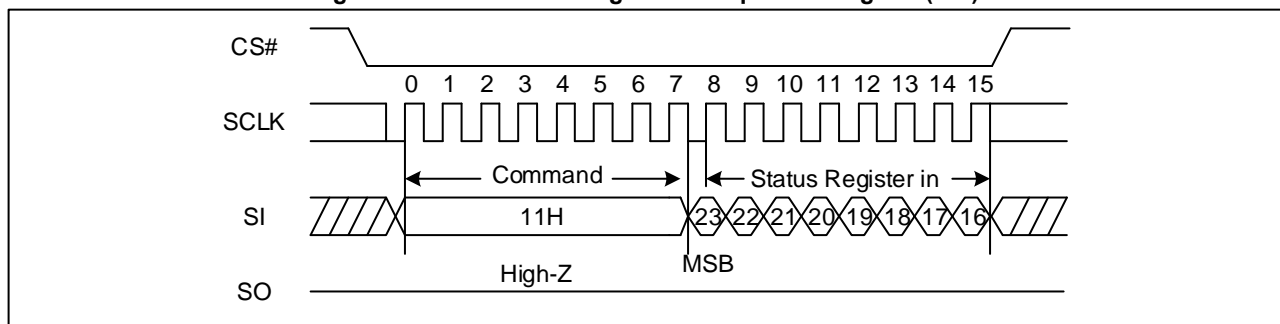 CS#
0 1 2 3 4 5 6 7 8 9 10 11 12 13 14 15
SCLK
Command Status Register in
SI 11H 23 22 21 20 19 18 17 16
MSB
High-Z
SO